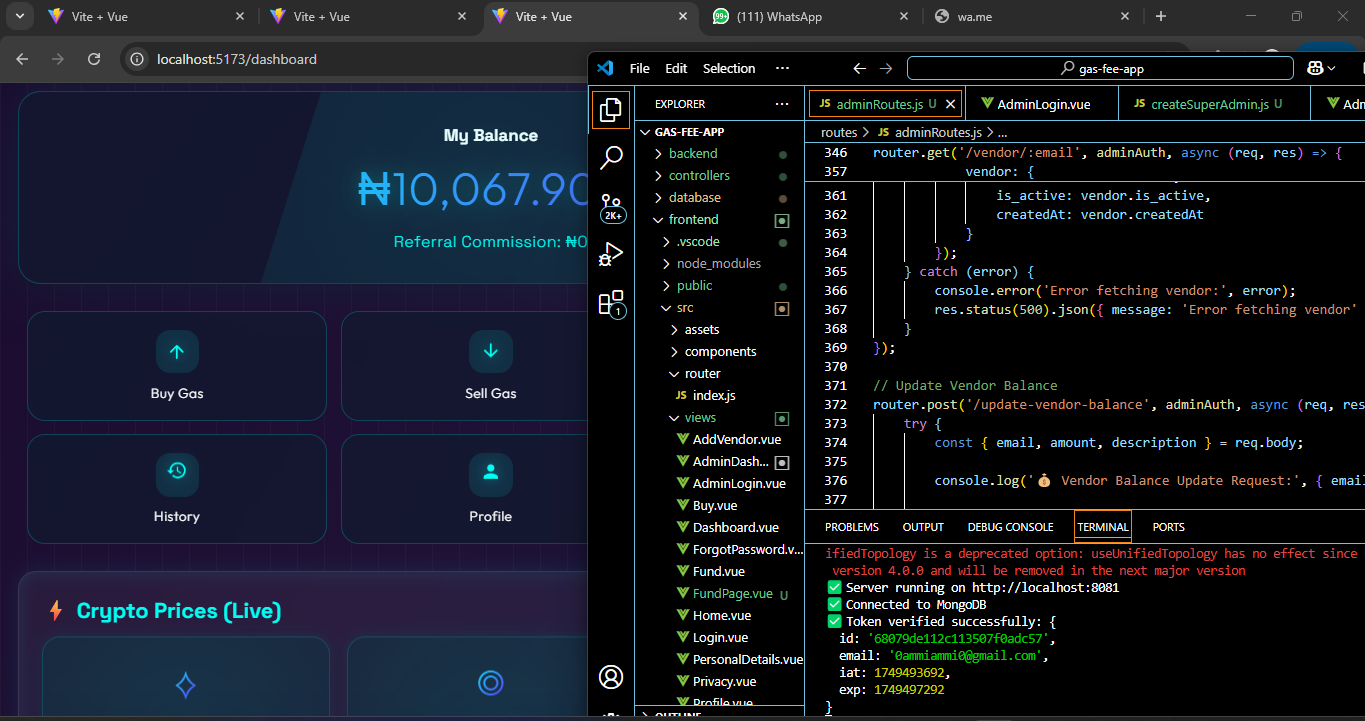 Vite + Vue
Vite + Vue
Vite + Vue
99+
(111) WhatsApp
wa.me
localhost:5173/dashboard
My Balance
₦10,067.90
Referral Commission: ₦0
Buy Gas
Sell Gas
History
Profile
Crypto Prices (Live)
File Edit Selection ...
gas-fee-app
EXPLORER ...
2K+
1
GAS-FEE-APP
backend
controllers
database
frontend
.vscode
node_modules
public
src
assets
components
router
JS index.js
views
AddVendor.vue
AdminDash...
AdminLogin.vue
Buy.vue
Dashboard.vue
ForgotPassword.v...
Fund.vue
FundPage.vue U
Home.vue
Login.vue
PersonalDetails.vue
Privacy.vue
Profile.vue
OUTLINE
JS adminRoutes.js U
AdminLogin.vue
JS createSuperAdmin.js U
Adm
routes > JS adminRoutes.js > ...
346 router.get('/vendor/:email', adminAuth, async (req, res) => {
357 vendor: {
361 is_active: vendor.is_active,
362 createdAt: vendor.createdAt
363 }
364 });
365 } catch (error) {
366 console.error('Error fetching vendor:', error);
367 res.status(500).json({ message: 'Error fetching vendor'
368 }
369 });
370
371 // Update Vendor Balance
372 router.post('/update-vendor-balance', adminAuth, async (req, res
373 try {
374 const { email, amount, description } = req.body;
375
376 console.log('💰 Vendor Balance Update Request:', { email
377
PROBLEMS OUTPUT DEBUG CONSOLE TERMINAL PORTS
ifiedTopology is a deprecated option: useUnifiedTopology has no effect since
version 4.0.0 and will be removed in the next major version
✅ Server running on http://localhost:8081
✅ Connected to MongoDB
✅ Token verified successfully: {
id: '68079de112c113507f0adc57',
email: '0ammiammi0@gmail.com',
iat: 1749493692,
exp: 1749497292
}